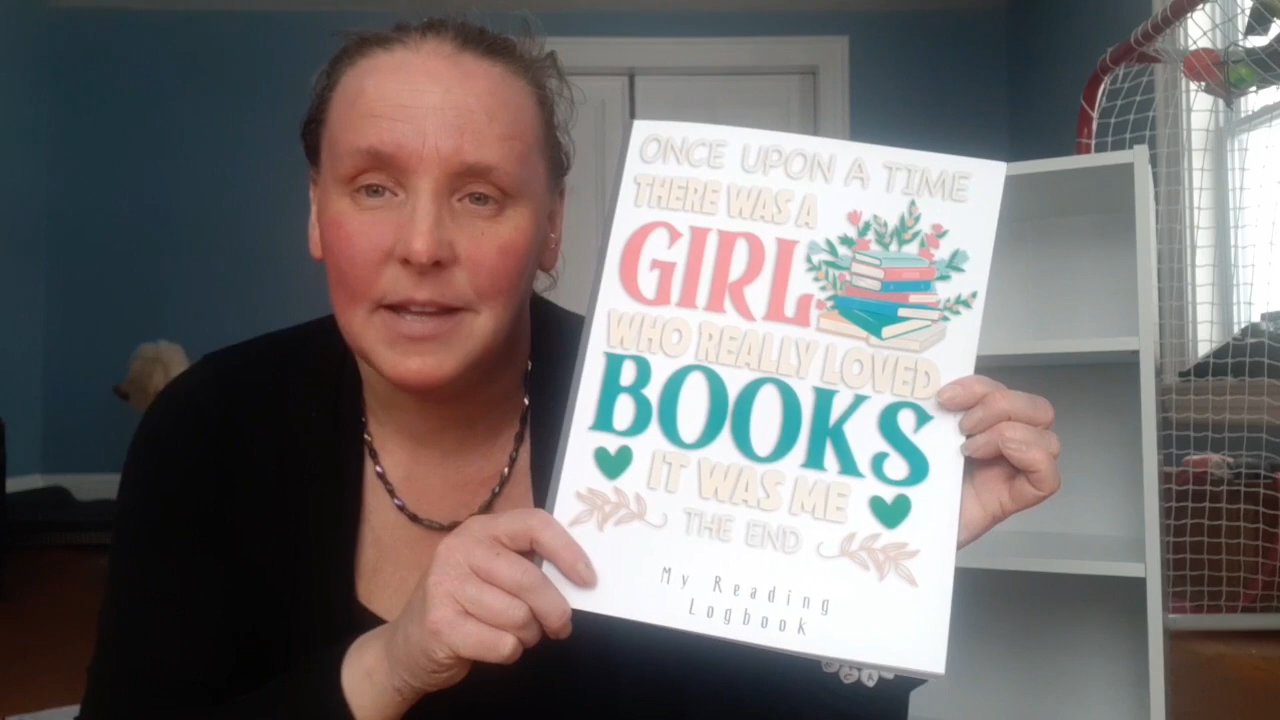 ONCE UPON A TIME
THERE WAS A
GIRL
WHO REALLY LOVED
BOOKS
IT WAS ME
THE END
My Reading
Logbook